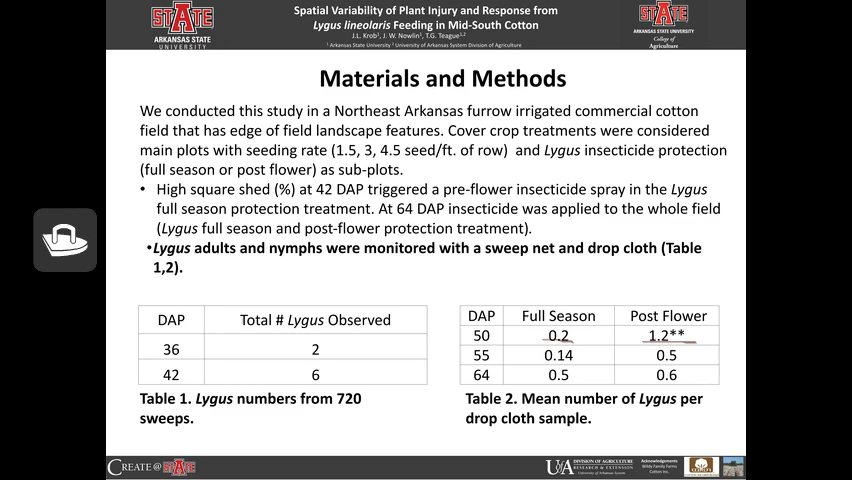 STATE
ARKANSAS STATE
UNIVERSITY
Spatial Variability of Plant Injury and Response from
Lygus lineolaris Feeding in Mid-South Cotton
J.L. Krob¹, J. W. Nowlin¹, T.G. Teague¹,²
¹ Arkansas State University ² University of Arkansas System Division of Agriculture
STATE
ARKANSAS STATE
UNIVERSITY
College of
Agriculture
Materials and Methods
We conducted this study in a Northeast Arkansas furrow irrigated commercial cotton
field that has edge of field landscape features. Cover crop treatments were considered
main plots with seeding rate (1.5, 3, 4.5 seed/ft. of row)  and Lygus insecticide protection
(full season or post flower) as sub-plots.
• High square shed (%) at 42 DAP triggered a pre-flower insecticide spray in the Lygus
full season protection treatment. At 64 DAP insecticide was applied to the whole field
(Lygus full season and post-flower protection treatment).
•Lygus adults and nymphs were monitored with a sweep net and drop cloth (Table
1,2).
DAP Total # Lygus Observed
36 2
42 6
Table 1. Lygus numbers from 720
sweeps.
DAP Full Season Post Flower
50 0.2 1.2**
55 0.14 0.5
64 0.5 0.6
Table 2. Mean number of Lygus per
drop cloth sample.
CREATE @ STATE
UA DIVISION OF AGRICULTURE
RESEARCH & EXTENSION
University of Arkansas System
Acknowledgements
Wildy Family Farms
Cotton Inc.